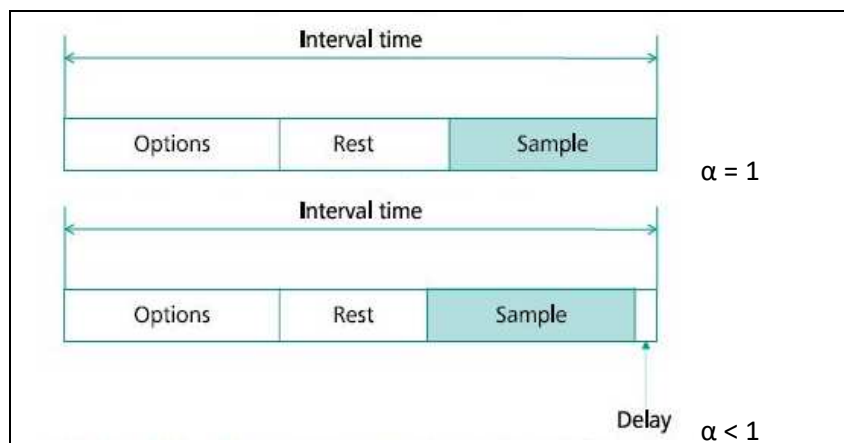 Interval time
Options Rest Sample
α = 1
Interval time
Options Rest Sample
Delay
α < 1